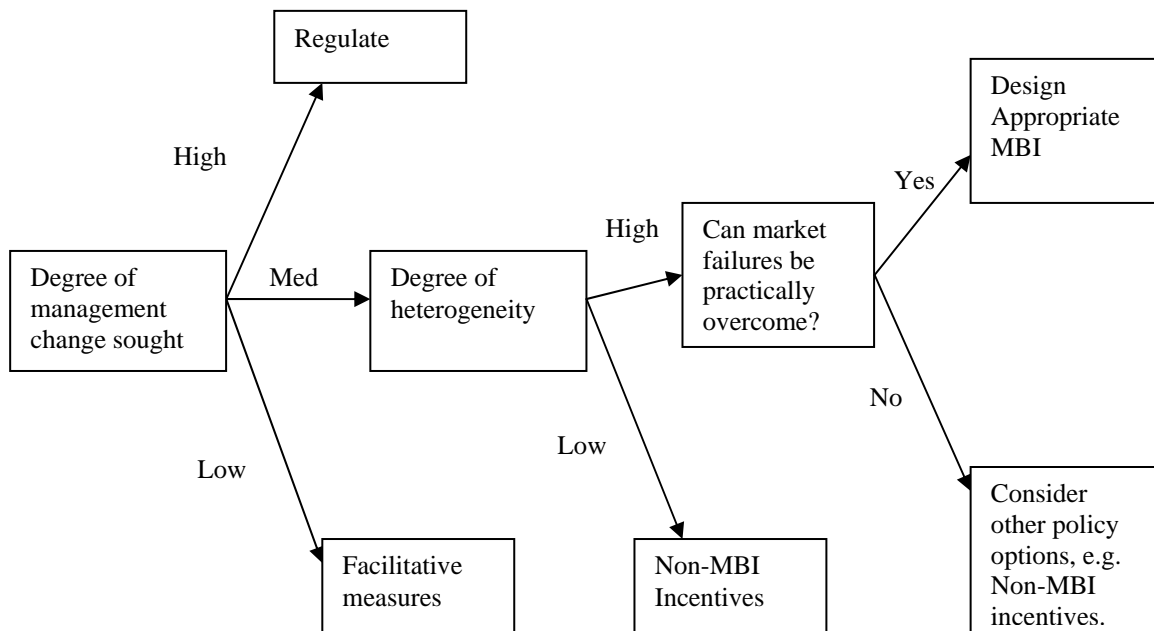 Regulate
Design
Appropriate
MBI
High
Yes
High
Can market
failures be
practically
overcome?
Degree of
management
change sought
Med
Degree of
heterogeneity
No
Low
Low
Consider
other policy
options, e.g.
Non-MBI
incentives.
Facilitative
measures
Non-MBI
Incentives